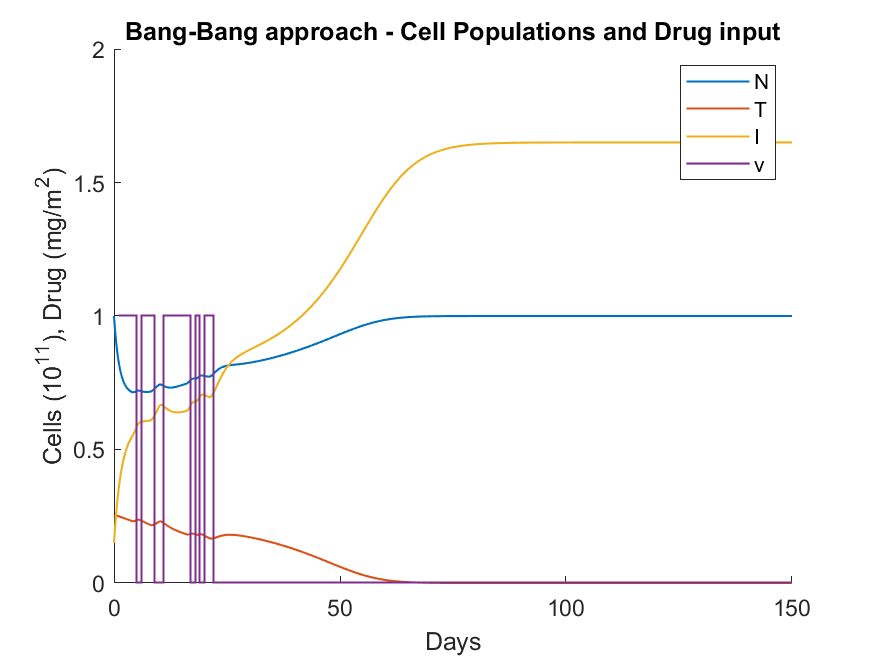 Bang-Bang approach - Cell Populations and Drug input
2
1.5
1
0.5
0
Cells (10^11), Drug (mg/m^2)
N
T
I
v
0 50 100 150
Days